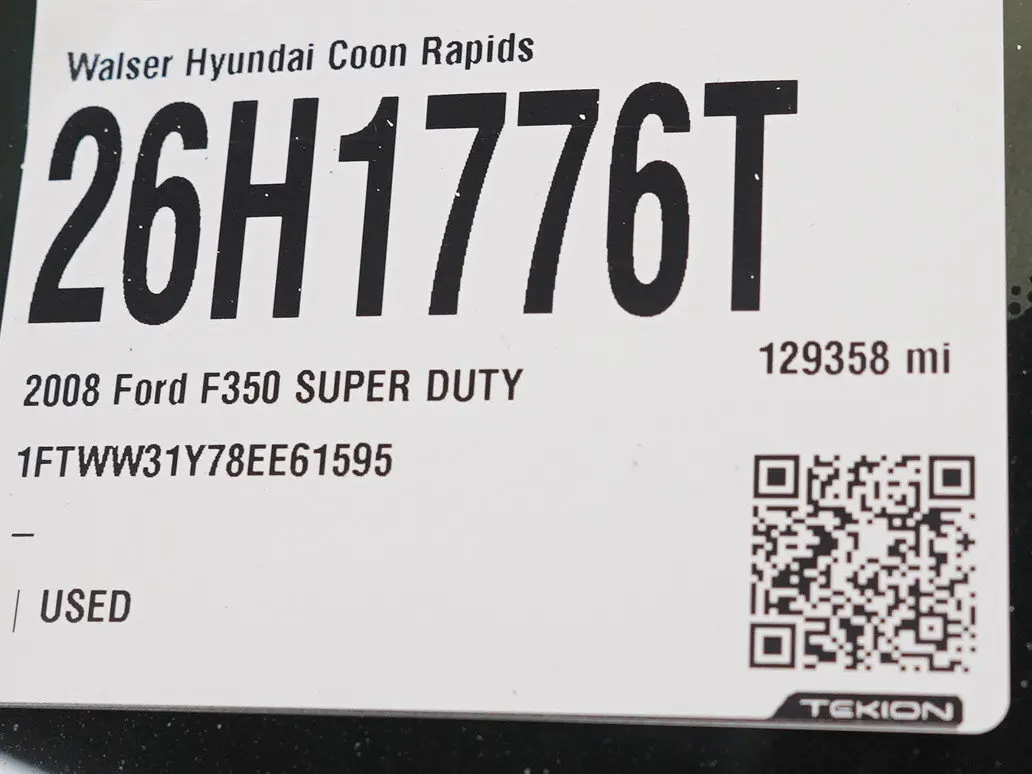 Walser Hyundai Coon Rapids
26H1776T
129358 mi
2008 Ford F350 SUPER DUTY
1FTWW31Y78EE61595
–
| USED
TEKION